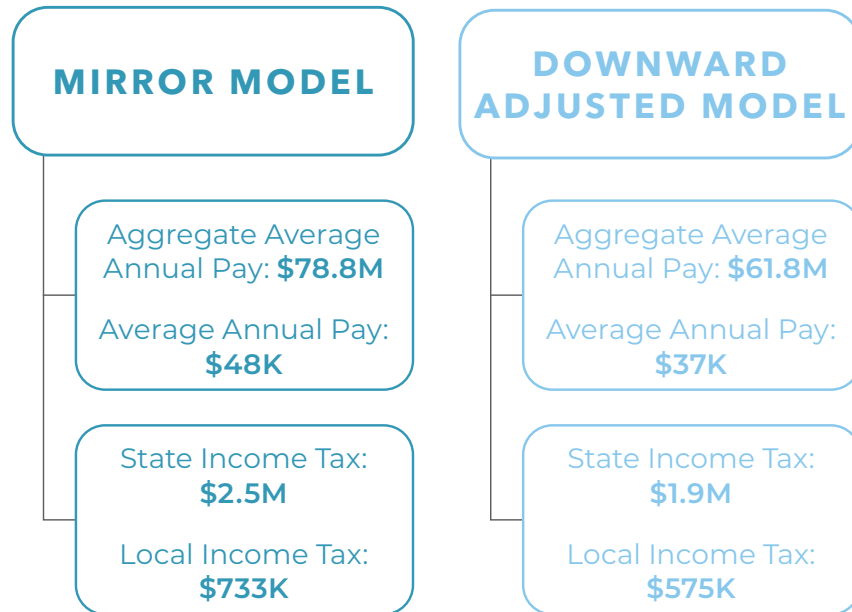 MIRROR MODEL
Aggregate Average
Annual Pay: $78.8M
Average Annual Pay:
$48K
State Income Tax:
$2.5M
Local Income Tax:
$733K
DOWNWARD
ADJUSTED MODEL
Aggregate Average
Annual Pay: $61.8M
Average Annual Pay:
$37K
State Income Tax:
$1.9M
Local Income Tax:
$575K